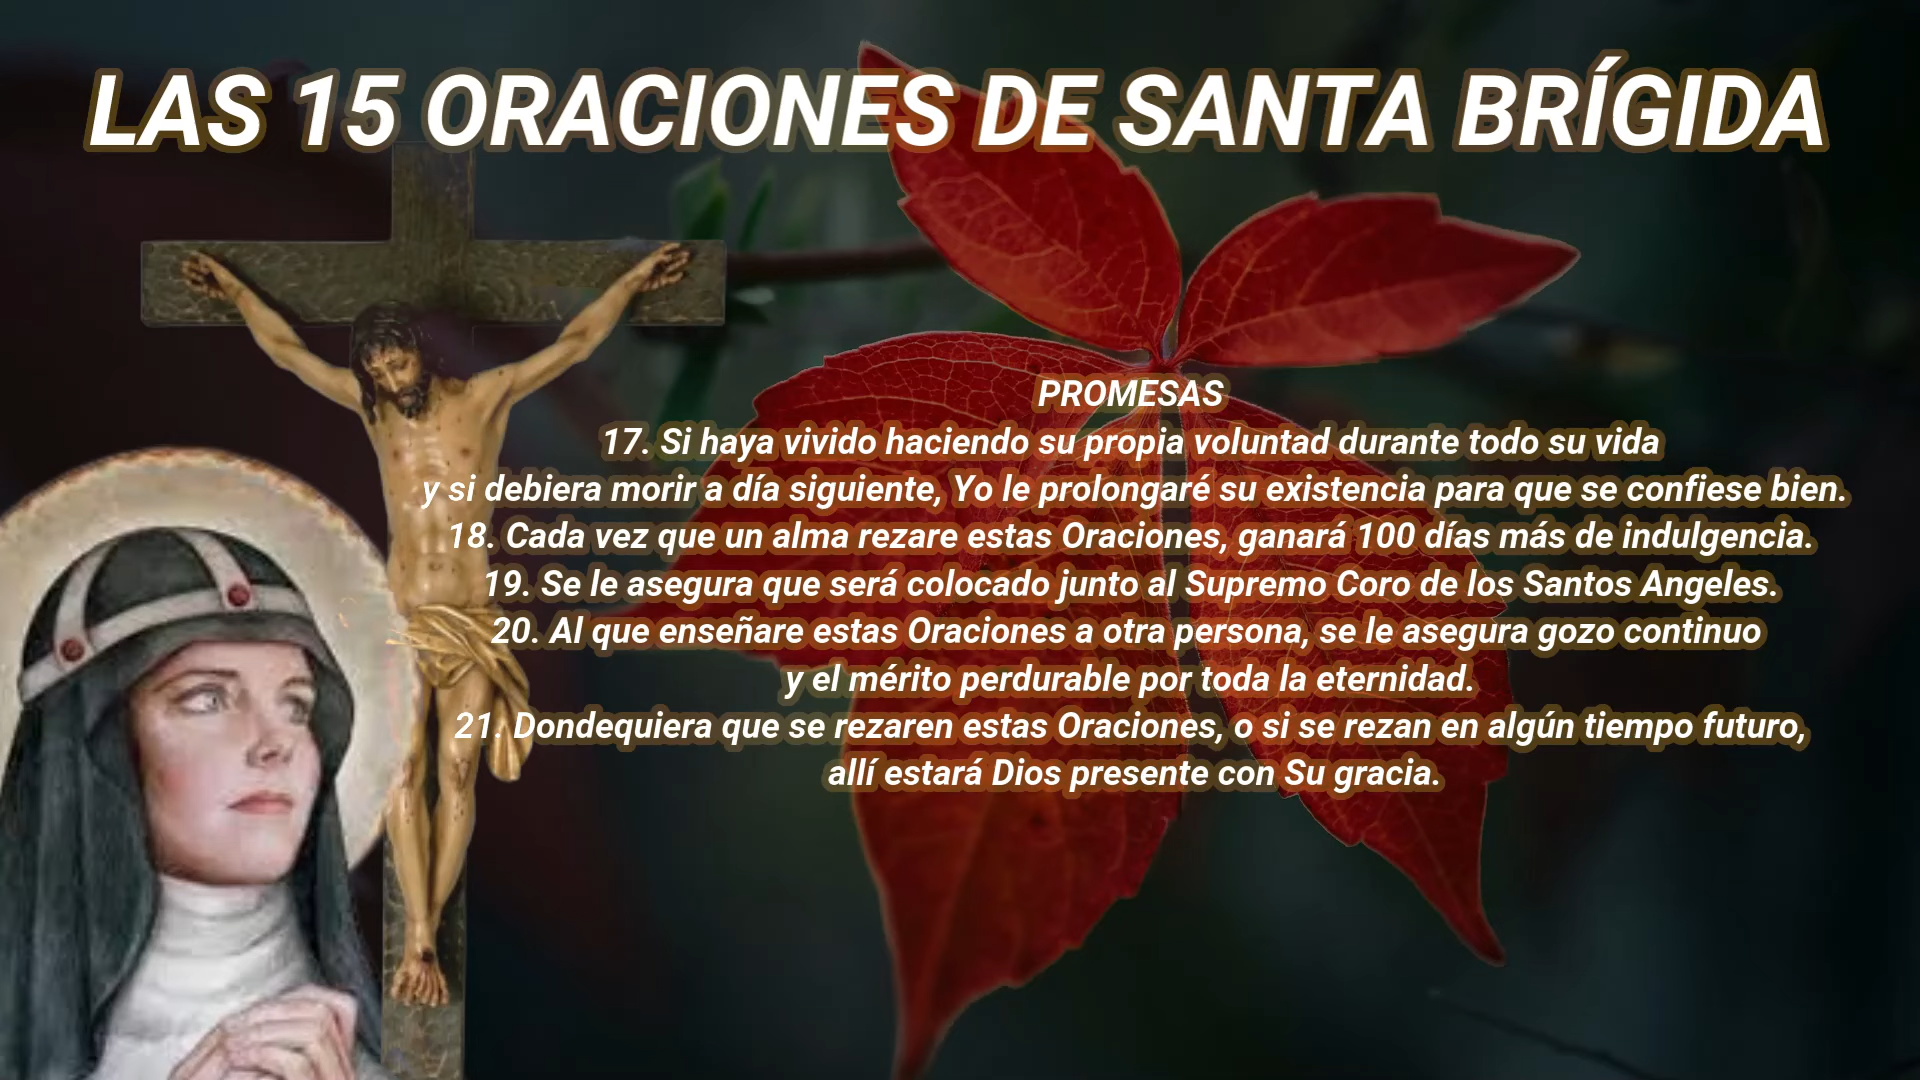 LAS 15 ORACIONES DE SANTA BRÍGIDA
PROMESAS
17. Si haya vivido haciendo su propia voluntad durante todo su vida
y si debiera morir a día siguiente, Yo le prolongaré su existencia para que se confiese bien.
18. Cada vez que un alma rezare estas Oraciones, ganará 100 días más de indulgencia.
19. Se le asegura que será colocado junto al Supremo Coro de los Santos Angeles.
20. Al que enseñare estas Oraciones a otra persona, se le asegura gozo continuo
y el mérito perdurable por toda la eternidad.
21. Dondequiera que se rezaren estas Oraciones, o si se rezan en algún tiempo futuro,
allí estará Dios presente con Su gracia.